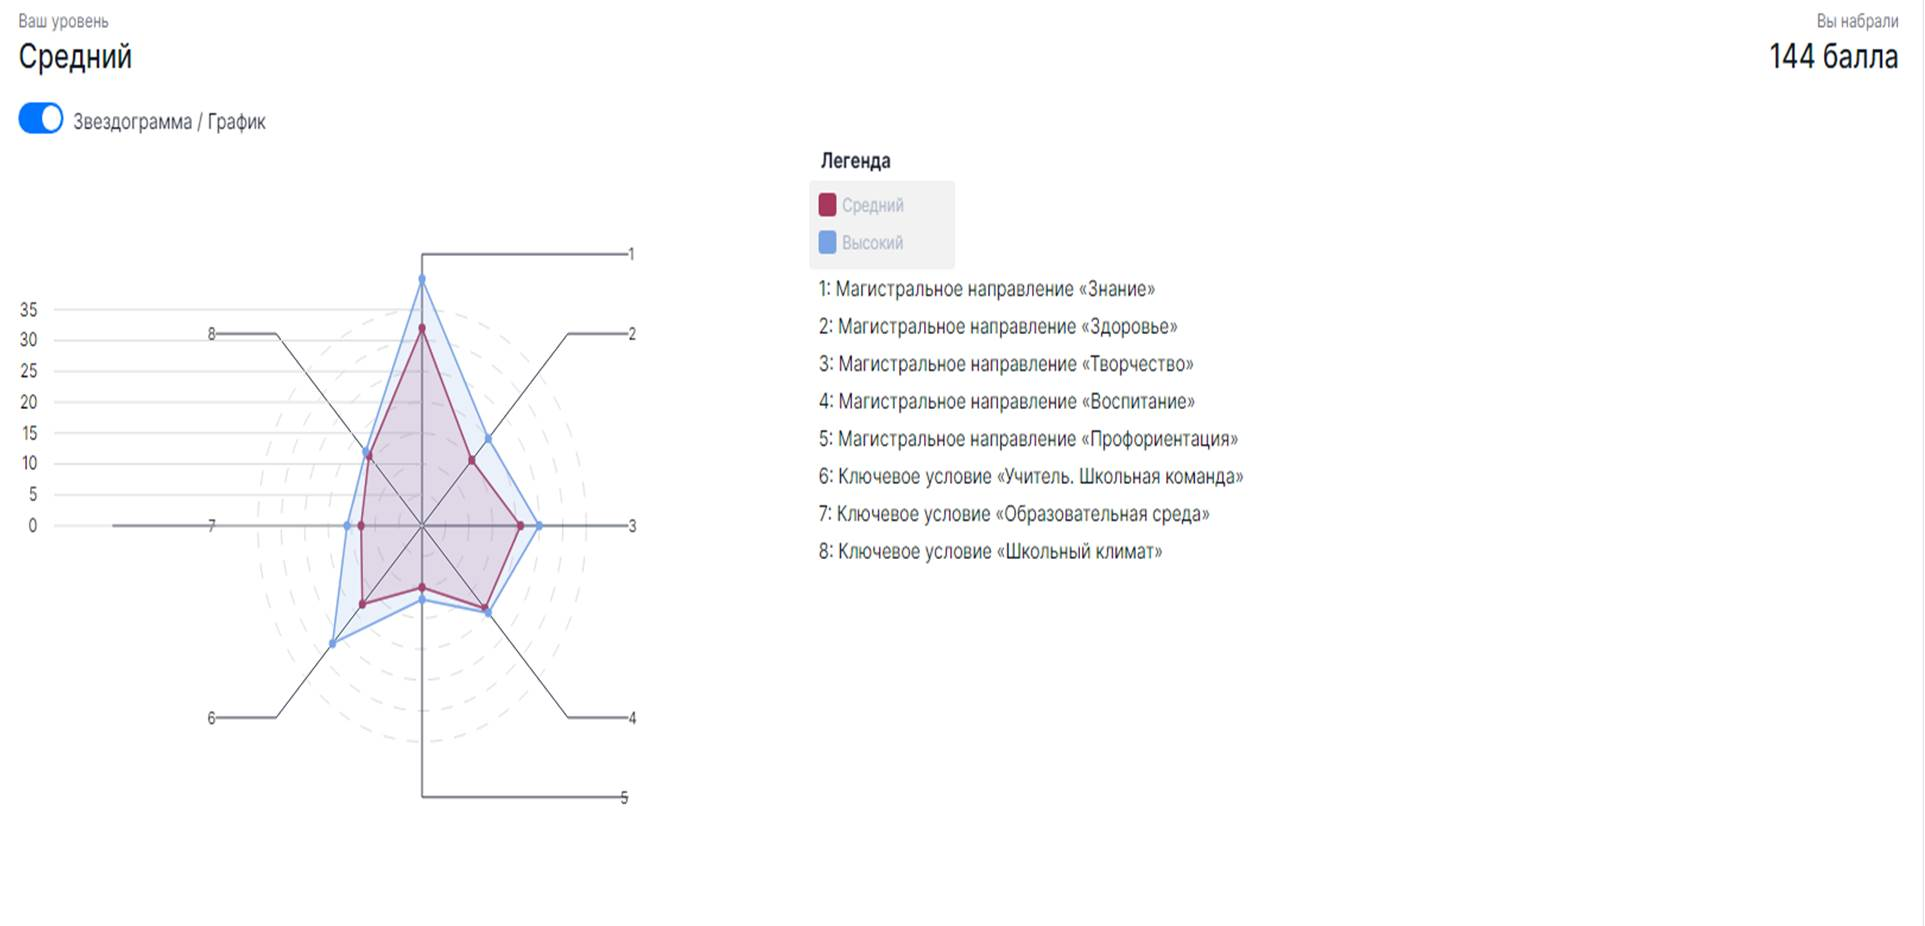 Ваш уровень
Вы набрали
Средний
144 балла
Звездограмма / График
Легенда
Средний
Высокий
1: Магистральное направление «Знание»
2: Магистральное направление «Здоровье»
3: Магистральное направление «Творчество»
4: Магистральное направление «Воспитание»
5: Магистральное направление «Профориентация»
6: Ключевое условие «Учитель. Школьная команда»
7: Ключевое условие «Образовательная среда»
8: Ключевое условие «Школьный климат»
35
30
25
20
15
10
5
0
1
2
3
4
5
6
7
8